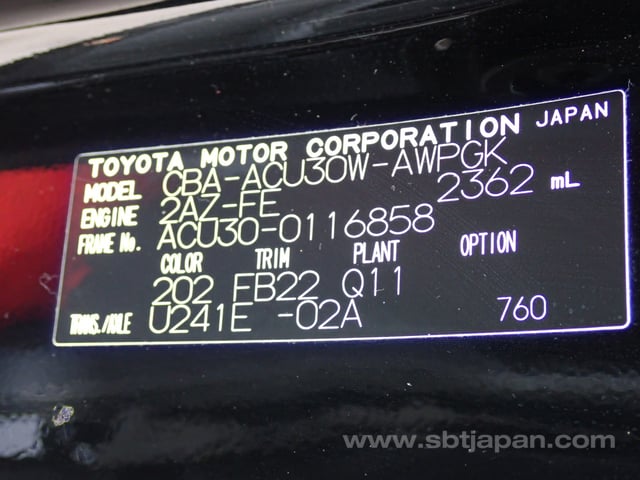 TOYOTA MOTOR CORPORATION JAPAN
MODEL CBA-ACU30W-AWPGK
ENGINE 2AZ-FE 2362 mL
FRAME No. ACU30-0116858
COLOR TRIM PLANT OPTION
202 FB22 Q11
TRANS./AXLE U241E -02A 760
www.sbtjapan.com